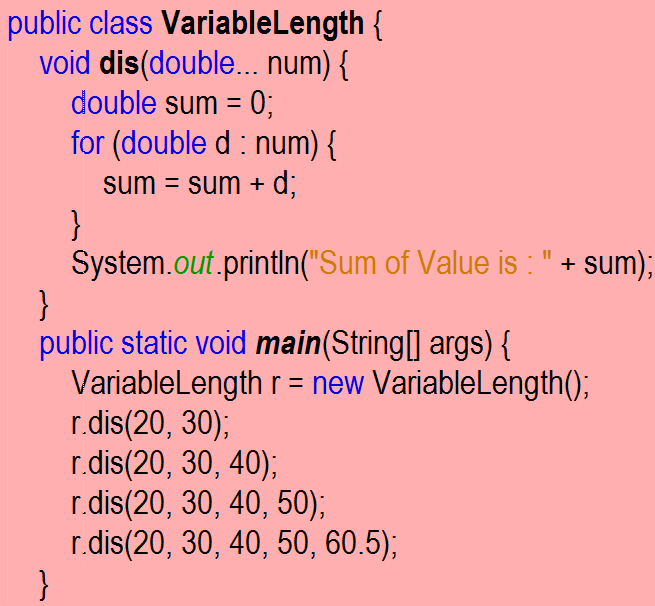 public class VariableLength {
void dis(double... num) {
double sum = 0;
for (double d : num) {
sum = sum + d;
}
System.out.println("Sum of Value is : " + sum);
}
public static void main(String[] args) {
VariableLength r = new VariableLength();
r.dis(20, 30);
r.dis(20, 30, 40);
r.dis(20, 30, 40, 50);
r.dis(20, 30, 40, 50, 60.5);
}